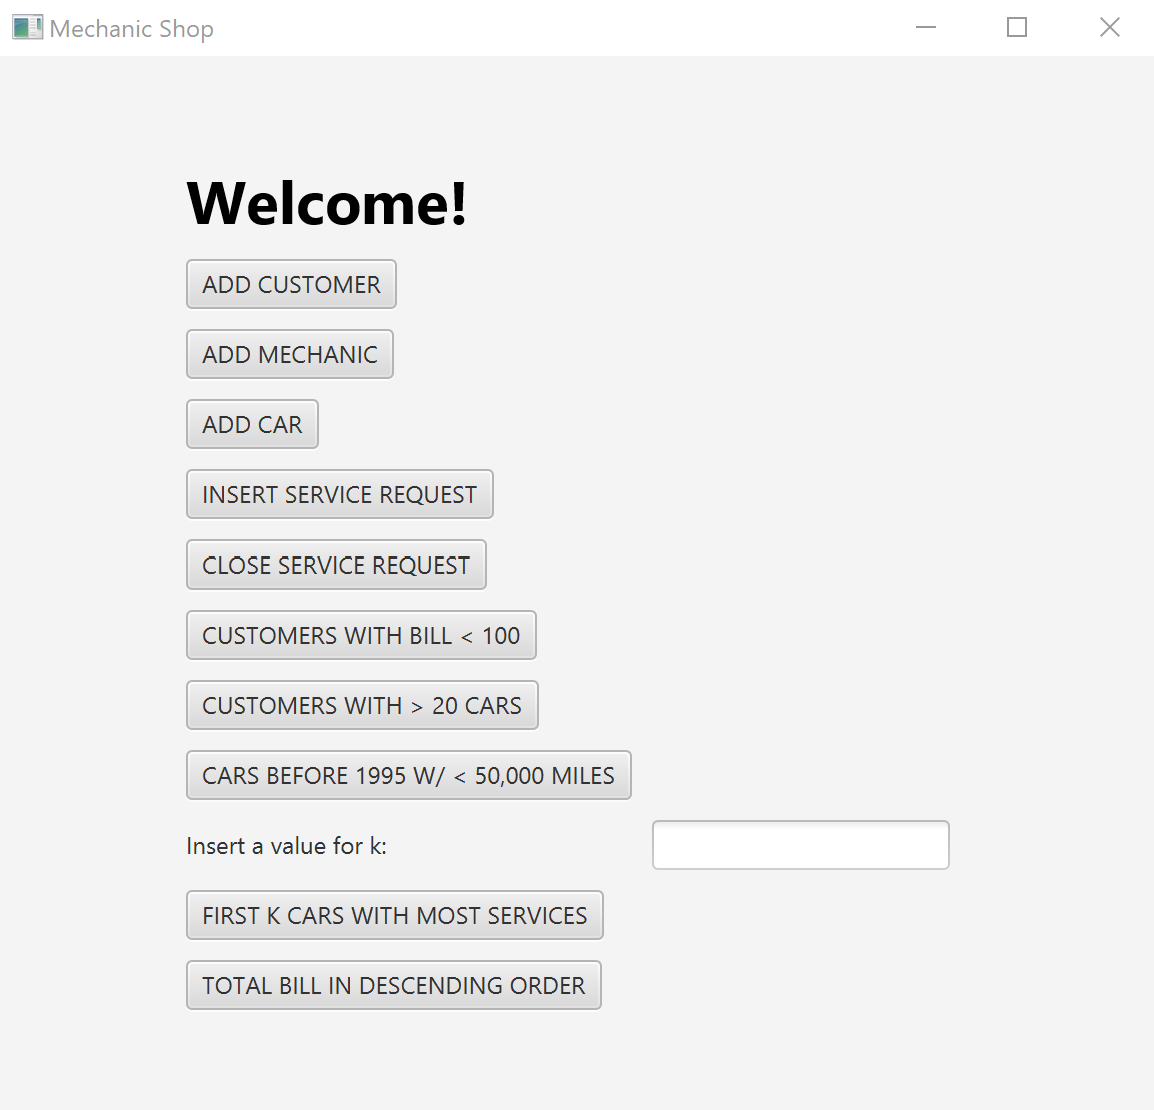 Mechanic Shop
Welcome!
ADD CUSTOMER
ADD MECHANIC
ADD CAR
INSERT SERVICE REQUEST
CLOSE SERVICE REQUEST
CUSTOMERS WITH BILL < 100
CUSTOMERS WITH > 20 CARS
CARS BEFORE 1995 W/ < 50,000 MILES
Insert a value for k:
FIRST K CARS WITH MOST SERVICES
TOTAL BILL IN DESCENDING ORDER